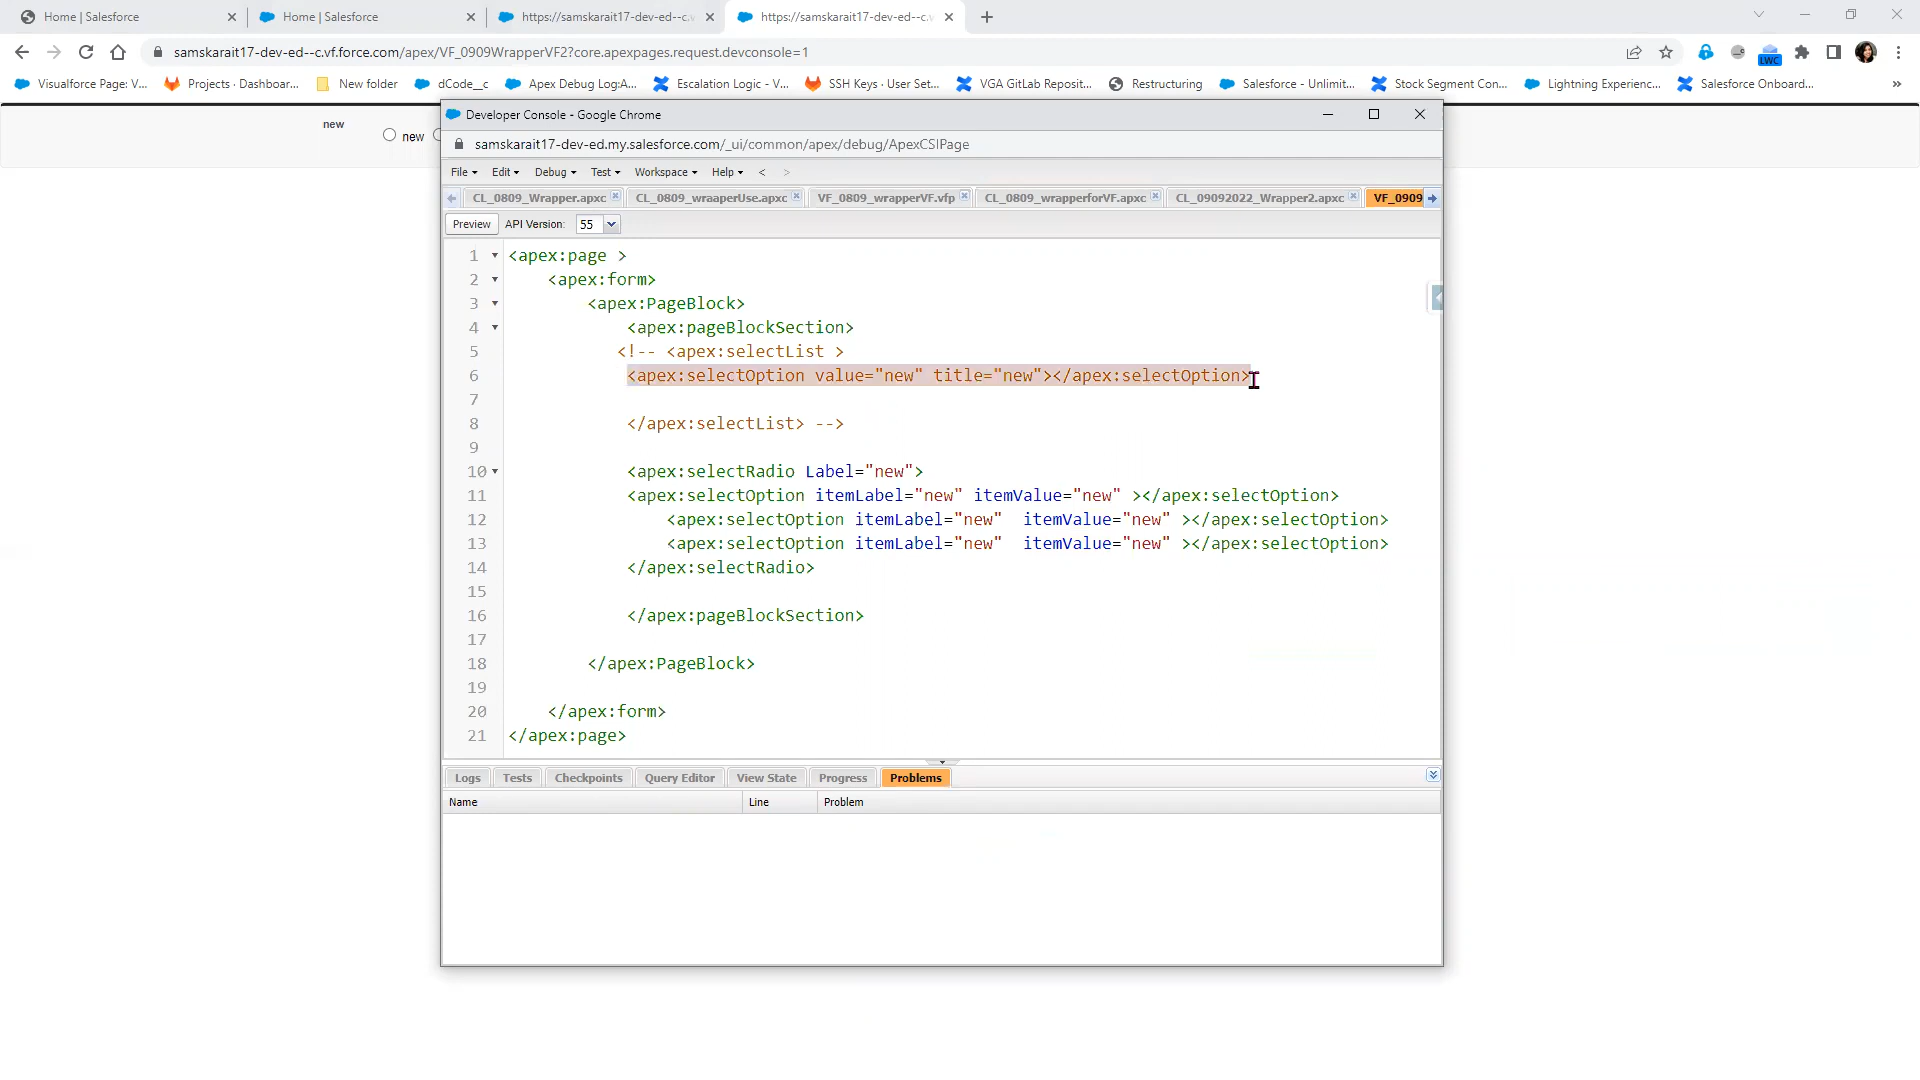 Home | Salesforce
Home | Salesforce
https://samskarait17-dev-ed--c.v
https://samskarait17-dev-ed--c.v
samskarait17-dev-ed--c.vf.force.com/apex/VF_0909WrapperVF2?core.apexpages.request.devconsole=1
LWC
Visualforce Page: V...
Projects · Dashboar...
New folder
dCode__c
Apex Debug Log:A...
Escalation Logic - V...
SSH Keys · User Set...
VGA GitLab Reposit...
Restructuring
Salesforce - Unlimit...
Stock Segment Con...
Lightning Experienc...
Salesforce Onboard...
»
new
new
Developer Console - Google Chrome
samskarait17-dev-ed.my.salesforce.com/_ui/common/apex/debug/ApexCSIPage
File Edit Debug Test Workspace Help < >
CL_0809_Wrapper.apxc CL_0809_wraaperUse.apxc VF_0809_wrapperVF.vfp CL_0809_wrapperforVF.apxc CL_09092022_Wrapper2.apxc VF_0909
Preview API Version: 55
1 <apex:page >
2 <apex:form>
3 <apex:PageBlock>
4 <apex:pageBlockSection>
5 <!-- <apex:selectList >
6 <apex:selectOption value="new" title="new"></apex:selectOption>
7
8 </apex:selectList> -->
9
10 <apex:selectRadio Label="new">
11 <apex:selectOption itemLabel="new" itemValue="new" ></apex:selectOption>
12 <apex:selectOption itemLabel="new"  itemValue="new" ></apex:selectOption>
13 <apex:selectOption itemLabel="new"  itemValue="new" ></apex:selectOption>
14 </apex:selectRadio>
15
16 </apex:pageBlockSection>
17
18 </apex:PageBlock>
19
20 </apex:form>
21 </apex:page>
Logs Tests Checkpoints Query Editor View State Progress Problems
Name Line Problem